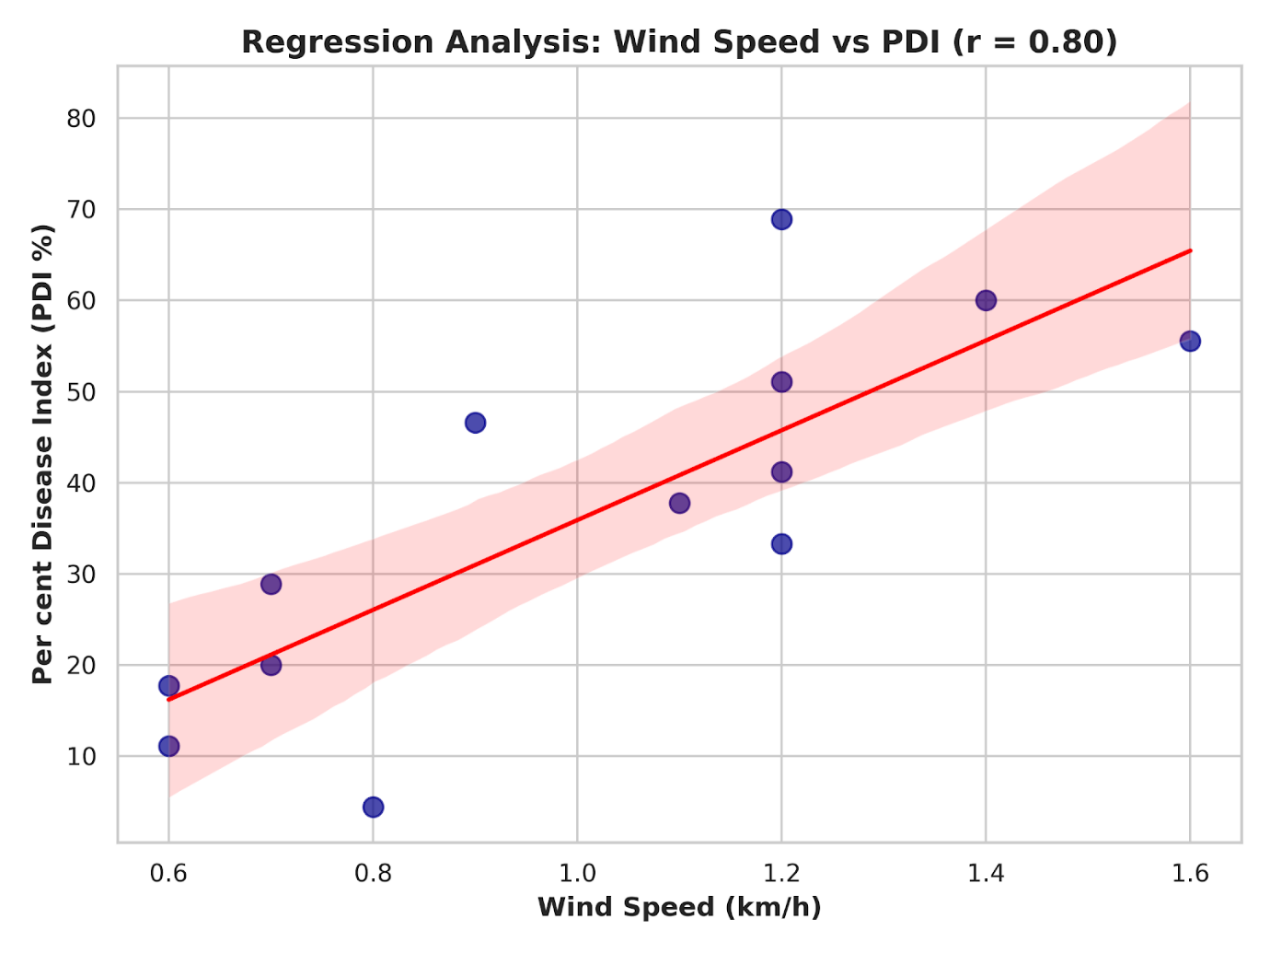 Regression Analysis: Wind Speed vs PDI (r = 0.80)
Per cent Disease Index (PDI %)
80
70
60
50
40
30
20
10
0.6 0.8 1.0 1.2 1.4 1.6
Wind Speed (km/h)